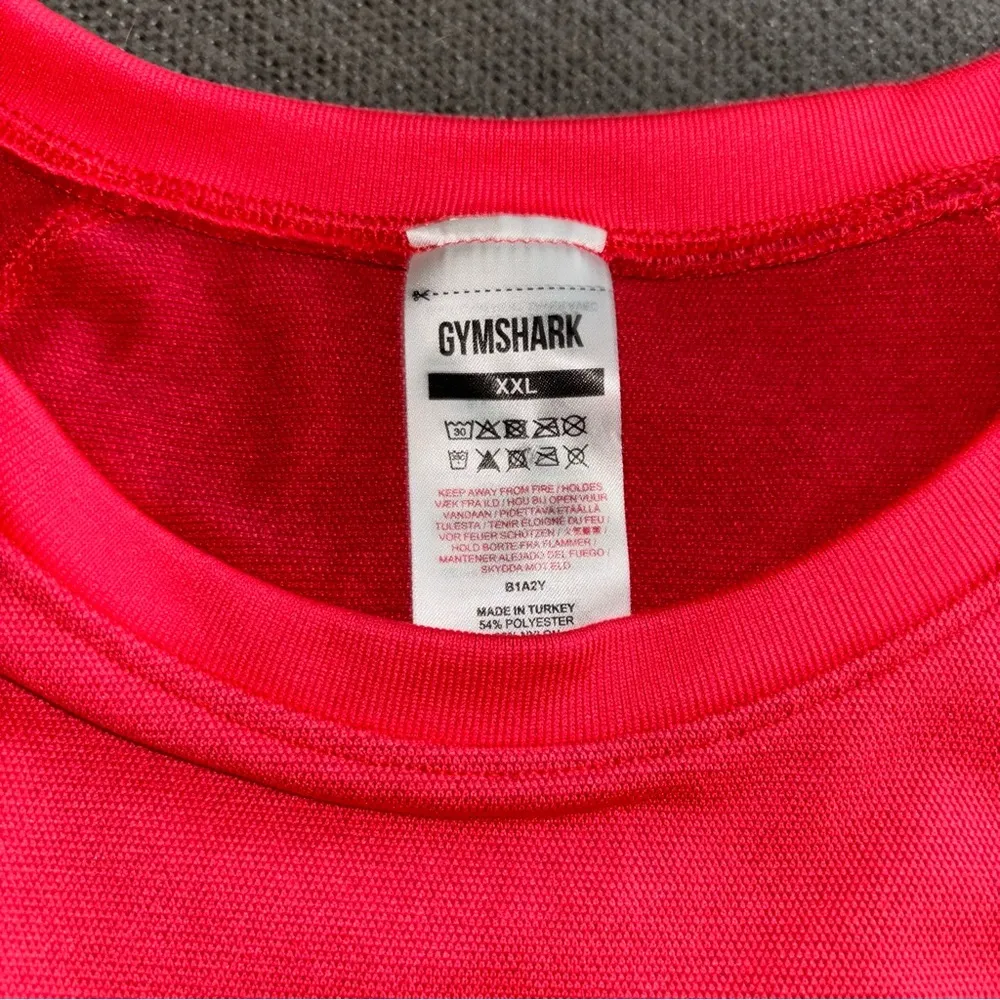 GYMSHARK
XXL
30
KEEP AWAY FROM FIRE / HOLDES
VÆK FRA ILD / HOU BIJ OPEN VUUR
VANDAAN / PIDETTÄVÄ ETÄÄLLÄ
TULESTA / TENIR ÉLOIGNÉ DU FEU /
VOR FEUER SCHÜTZEN /
HOLD BORTE FRA FLAMMER /
MANTENER ALEJADO DEL FUEGO /
SKYDDA MOT ELD
B1A2Y
MADE IN TURKEY
54% POLYESTER
NYLON